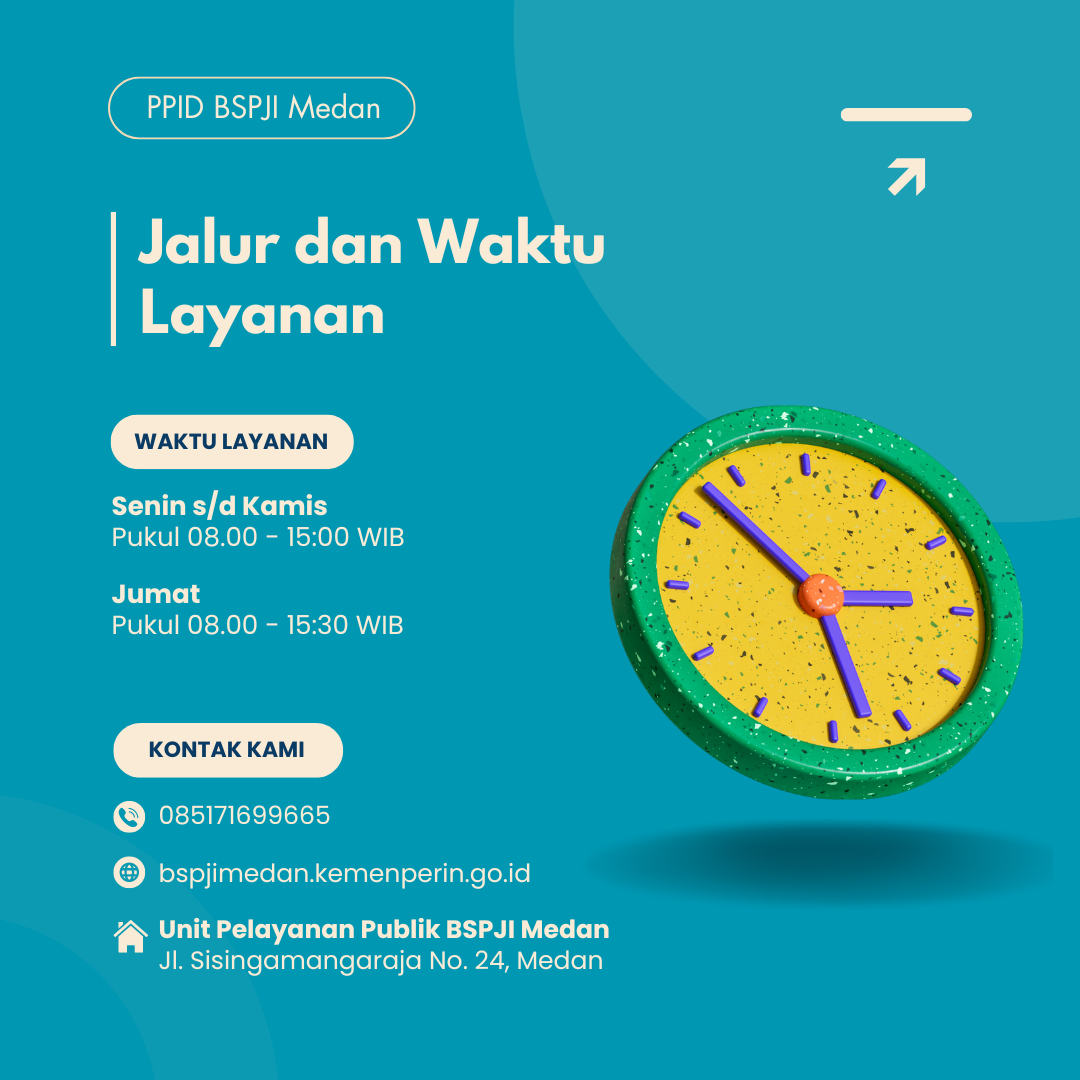 PPID BSPJI Medan
Jalur dan Waktu
Layanan
WAKTU LAYANAN
Senin s/d Kamis
Pukul 08.00 - 15:00 WIB
Jumat
Pukul 08.00 - 15:30 WIB
KONTAK KAMI
085171699665
bspjimedan.kemenperin.go.id
Unit Pelayanan Publik BSPJI Medan
Jl. Sisingamangaraja No. 24, Medan